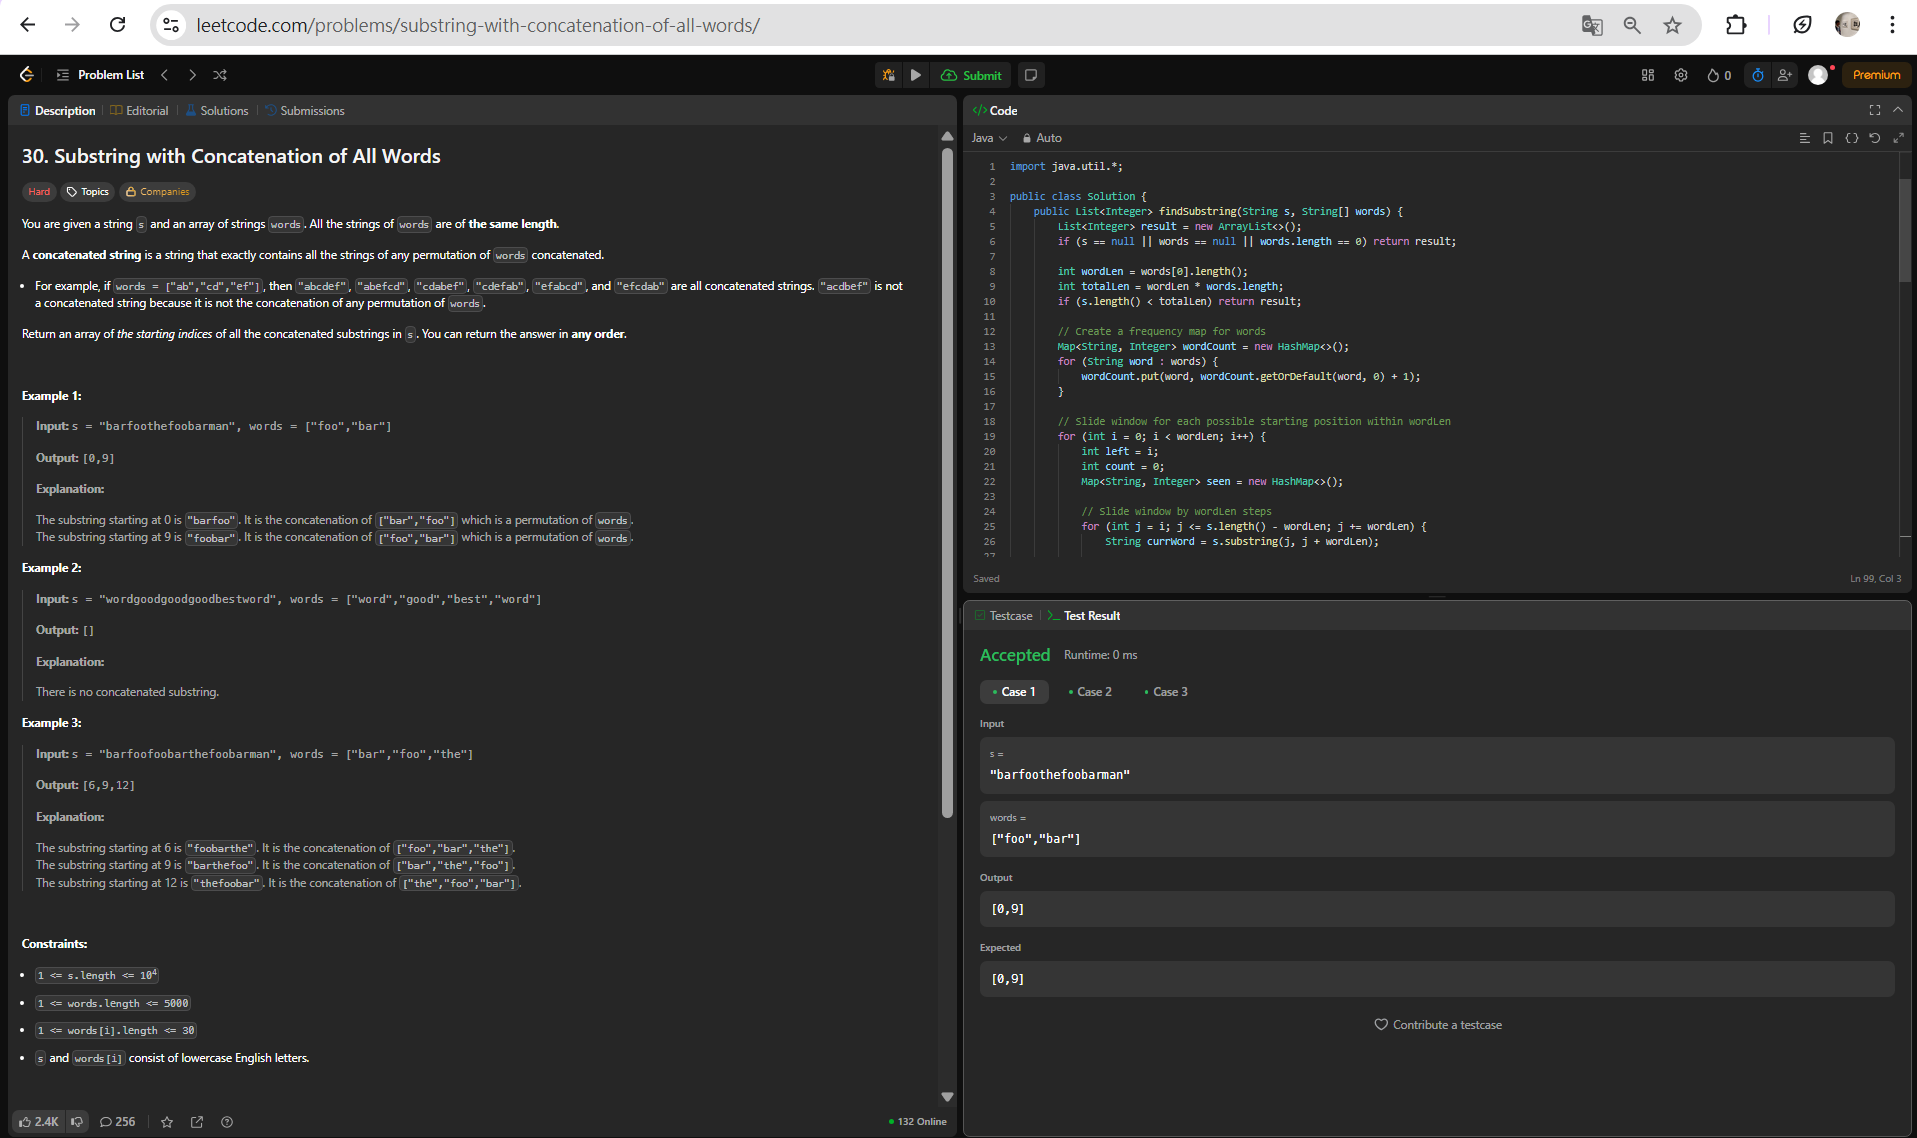 leetcode.com/problems/substring-with-concatenation-of-all-words/
Problem List
Submit
0
Premium
Description
Editorial
Solutions
Submissions
30. Substring with Concatenation of All Words
Hard
Topics
Companies
You are given a string s and an array of strings words. All the strings of words are of the same length.
A concatenated string is a string that exactly contains all the strings of any permutation of words concatenated.
• For example, if words = ["ab","cd","ef"], then "abcdef", "abefcd", "cdabef", "cdefab", "efabcd", and "efcdab" are all concatenated strings. "acdbef" is not
a concatenated string because it is not the concatenation of any permutation of words.
Return an array of the starting indices of all the concatenated substrings in s. You can return the answer in any order.
Example 1:
Input: s = "barfoothefoobarman", words = ["foo","bar"]
Output: [0,9]
Explanation:
The substring starting at 0 is "barfoo". It is the concatenation of ["bar","foo"] which is a permutation of words.
The substring starting at 9 is "foobar". It is the concatenation of ["foo","bar"] which is a permutation of words.
Example 2:
Input: s = "wordgoodgoodgoodbestword", words = ["word","good","best","word"]
Output: []
Explanation:
There is no concatenated substring.
Example 3:
Input: s = "barfoofoobarthefoobarman", words = ["bar","foo","the"]
Output: [6,9,12]
Explanation:
The substring starting at 6 is "foobarthe". It is the concatenation of ["foo","bar","the"].
The substring starting at 9 is "barthefoo". It is the concatenation of ["bar","the","foo"].
The substring starting at 12 is "thefoobar". It is the concatenation of ["the","foo","bar"].
Constraints:
• 1 <= s.length <= 10⁴
• 1 <= words.length <= 5000
• 1 <= words[i].length <= 30
• s and words[i] consist of lowercase English letters.
2.4K
256
132 Online
</> Code
Java
Auto
1 import java.util.*;
2
3 public class Solution {
4 public List<Integer> findSubstring(String s, String[] words) {
5 List<Integer> result = new ArrayList<>();
6 if (s == null || words == null || words.length == 0) return result;
7
8 int wordLen = words[0].length();
9 int totalLen = wordLen * words.length;
10 if (s.length() < totalLen) return result;
11
12 // Create a frequency map for words
13 Map<String, Integer> wordCount = new HashMap<>();
14 for (String word : words) {
15 wordCount.put(word, wordCount.getOrDefault(word, 0) + 1);
16 }
17
18 // Slide window for each possible starting position within wordLen
19 for (int i = 0; i < wordLen; i++) {
20 int left = i;
21 int count = 0;
22 Map<String, Integer> seen = new HashMap<>();
23
24 // Slide window by wordLen steps
25 for (int j = i; j <= s.length() - wordLen; j += wordLen) {
26 String currWord = s.substring(j, j + wordLen);
27
Saved
Ln 99, Col 3
Testcase
>_ Test Result
Accepted
Runtime: 0 ms
• Case 1
• Case 2
• Case 3
Input
s =
"barfoothefoobarman"
words =
["foo","bar"]
Output
[0,9]
Expected
[0,9]
Contribute a testcase